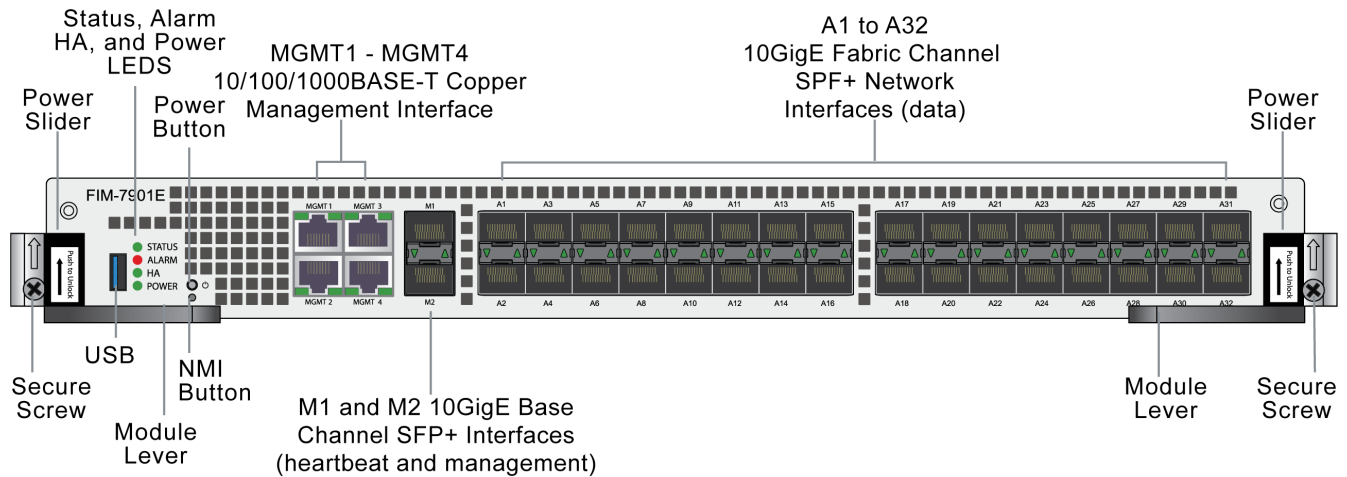 Status, Alarm
HA, and Power
LEDS
Power
Slider
Power
Button
MGMT1 - MGMT4
10/100/1000BASE-T Copper
Management Interface
A1 to A32
10GigE Fabric Channel
SPF+ Network
Interfaces (data)
Power
Slider
FIM-7901E
MGMT 1 MGMT 3 M1 A1 A3 A5 A7 A9 A11 A13 A15 A17 A19 A21 A23 A25 A27 A29 A31
Push to Unlock
STATUS
ALARM
HA
POWER
Push to Unlock
MGMT 2 MGMT 4 M2 A2 A4 A6 A8 A10 A12 A14 A16 A18 A20 A22 A24 A26 A28 A30 A32
USB
NMI
Button
Secure
Screw
Module
Lever
M1 and M2 10GigE Base
Channel SFP+ Interfaces
(heartbeat and management)
Module
Lever
Secure
Screw